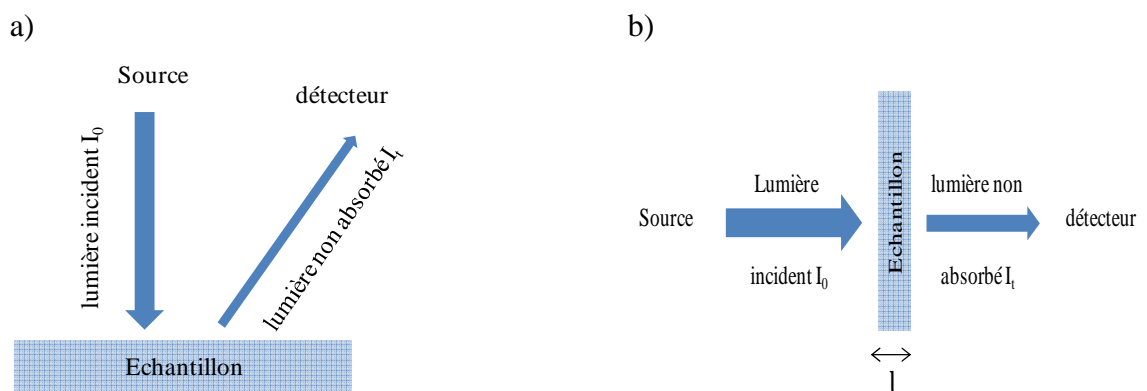 a)
Source
détecteur
lumière incident I0
lumière non absorbé It
Echantillon
b)
Source
Lumière
incident I0
Echantillon
lumière non
absorbé It
détecteur
l